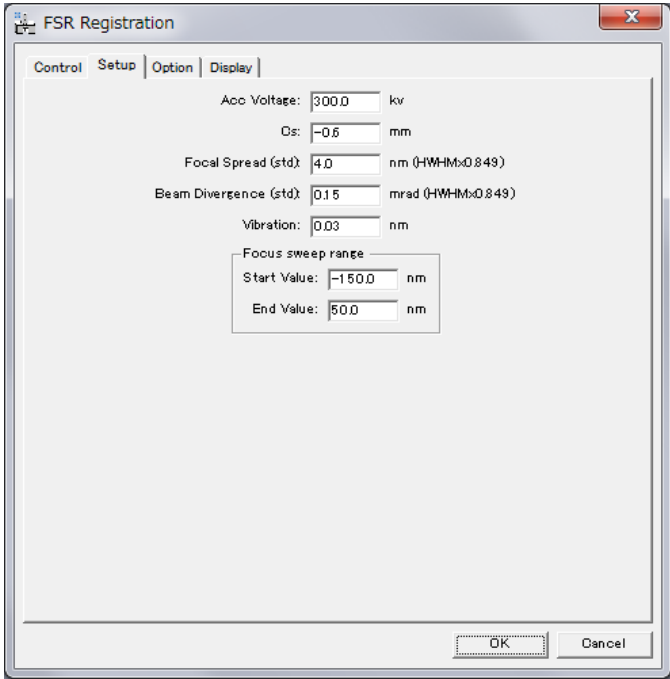 FSR Registration
Control Setup Option Display
Acc Voltage: 300.0 kv
Cs: -0.6 mm
Focal Spread (std): 4.0 nm (HWHMx0.849)
Beam Divergence (std): 0.15 mrad (HWHMx0.849)
Vibration: 0.03 nm
Focus sweep range
Start Value: -150.0 nm
End Value: 50.0 nm
OK Cancel